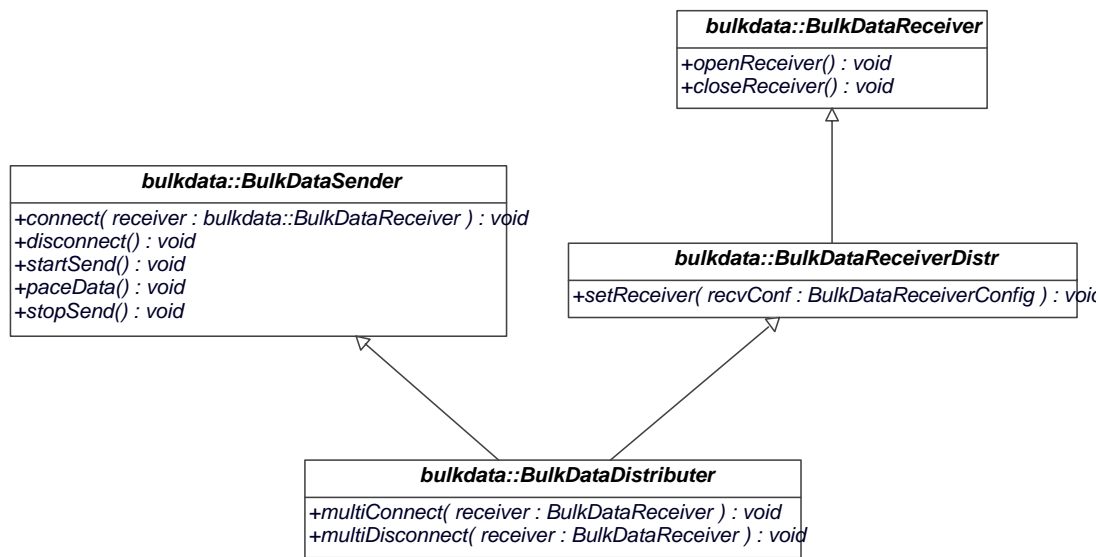 bulkdata::BulkDataReceiver
+openReceiver() : void
+closeReceiver() : void
bulkdata::BulkDataSender
+connect( receiver : bulkdata::BulkDataReceiver ) : void
+disconnect() : void
+startSend() : void
+paceData() : void
+stopSend() : void
bulkdata::BulkDataReceiverDistr
+setReceiver( recvConf : BulkDataReceiverConfig ) : void
bulkdata::BulkDataDistributer
+multiConnect( receiver : BulkDataReceiver ) : void
+multiDisconnect( receiver : BulkDataReceiver ) : void